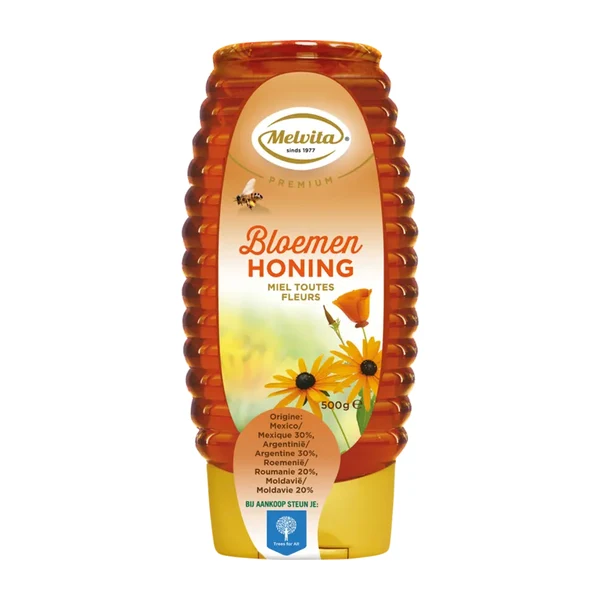 Melvita®
sinds 1977
PREMIUM
Bloemen
HONING
MIEL TOUTES
FLEURS
500g ℮
Origine:
Mexico/
Mexique 30%,
Argentinië/
Argentine 30%,
Roemenië/
Roumanie 20%,
Moldavië/
Moldavie 20%
BIJ AANKOOP STEUN JE:
Trees for All